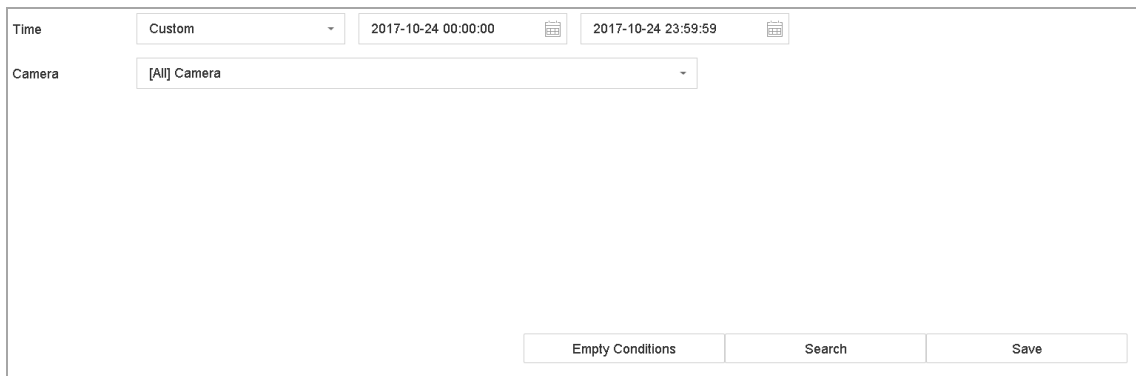 Time Custom 2017-10-24 00:00:00 2017-10-24 23:59:59
Camera [All] Camera
Empty Conditions Search Save